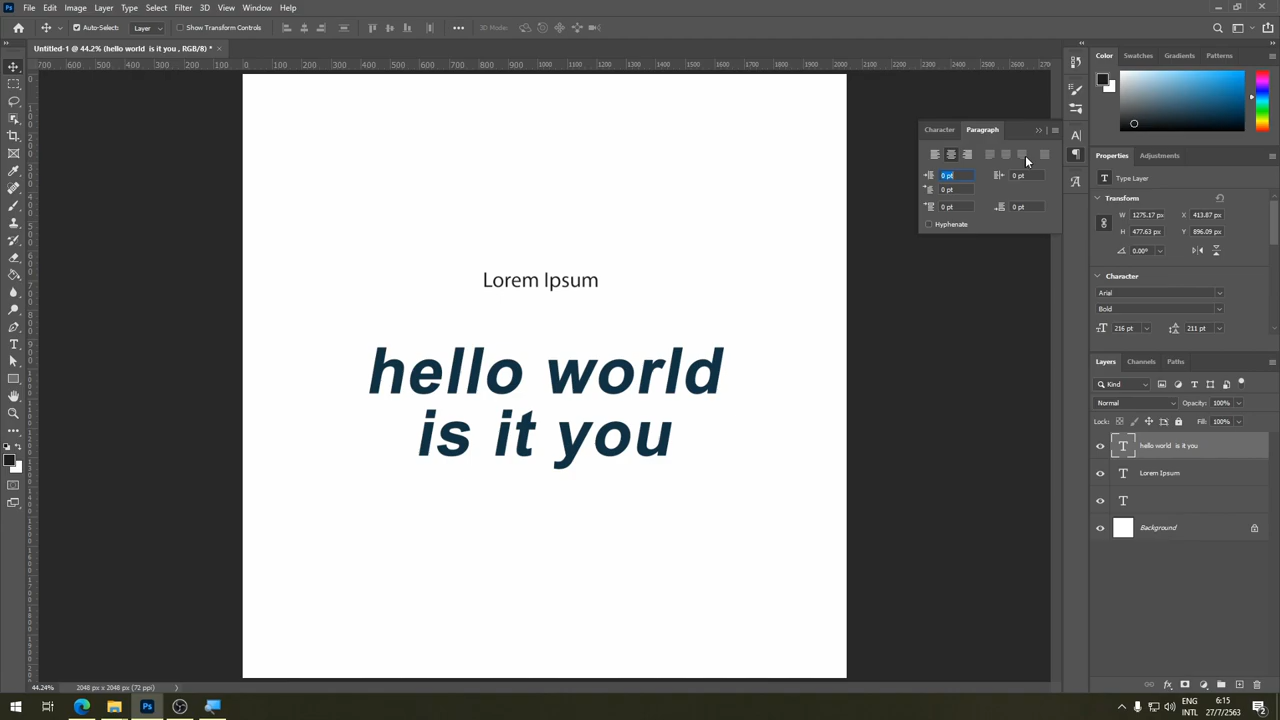 Ps File Edit Image Layer Type Select Filter 3D View Window Help
Auto-Select: Layer Show Transform Controls 3D Mode:
Untitled-1 @ 44.2% (hello world is it you , RGB/8) *
Color Swatches Gradients Patterns
Character Paragraph
0 pt 0 pt
0 pt
0 pt 0 pt
Hyphenate
Properties Adjustments
Type Layer
Transform
W 1275.17 px X 413.87 px
H 477.63 px Y 896.09 px
0.00°
Character
Arial
Bold
216 pt 211 pt
Lorem Ipsum
hello world
is it you
Layers Channels Paths
Kind
Normal Opacity: 100%
Lock: Fill: 100%
hello world is it you
Lorem Ipsum
Background
44.24% 2048 px x 2048 px (72 ppi)
ENG 6:15
INTL 27/7/2563